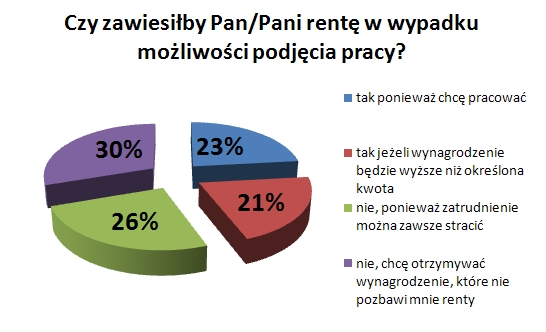 Czy zawiesiłby Pan/Pani rentę w wypadku
możliwości podjęcia pracy?
30%
23%
21%
26%
tak ponieważ chcę pracować
tak jeżeli wynagrodzenie
będzie wyższe niż określona
kwota
nie, ponieważ zatrudnienie
można zawsze stracić
nie, chcę otrzymywać
wynagrodzenie, które nie
pozbawi mnie renty